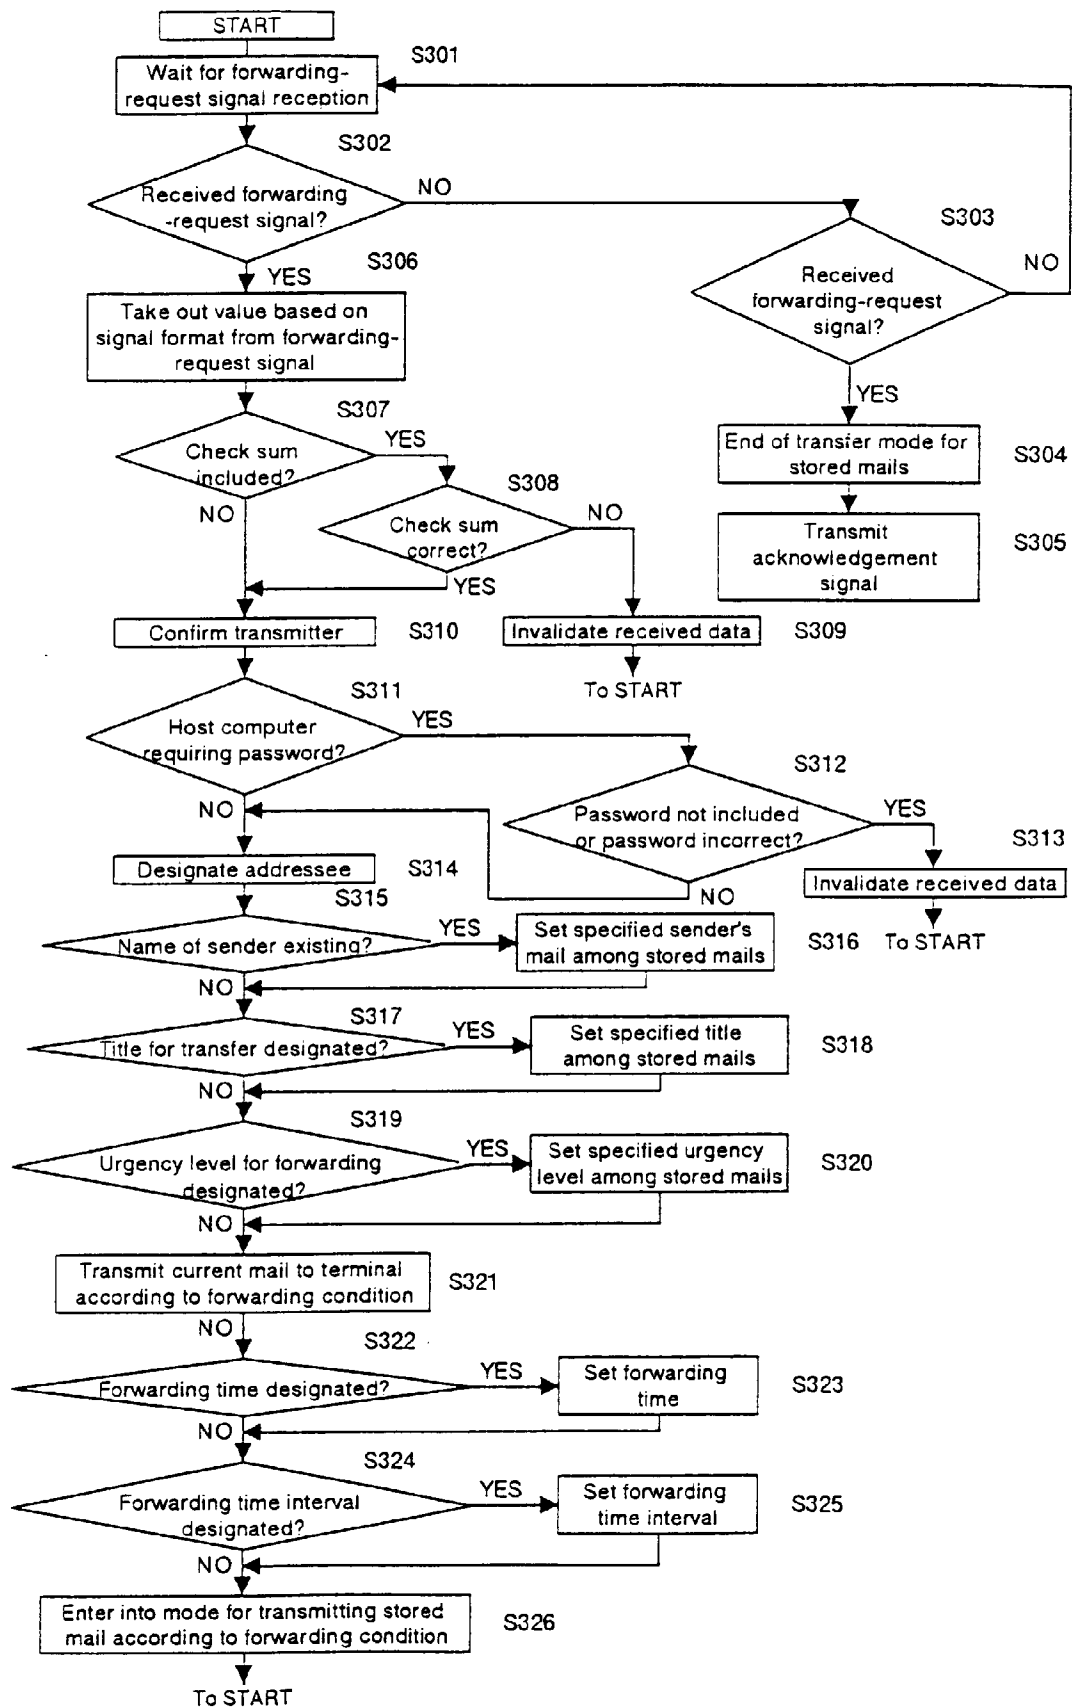 START
S301
Wait for forwarding-
request signal reception
S302
Received forwarding
-request signal?
NO
S303
Received
forwarding-request
signal?
NO
YES
S306
YES
Take out value based on
signal format from forwarding-
request signal
End of transfer mode for
stored mails
S304
Transmit
acknowledgement
signal
S305
S307
Check sum
included?
YES
NO
S308
Check sum
correct?
NO
YES
Confirm transmitter
S310
Invalidate received data
S309
To START
S311
Host computer
requiring password?
YES
NO
S312
Password not included
or password incorrect?
YES
NO
S313
Invalidate received data
To START
Designate addressee
S314
S315
Name of sender existing?
YES
Set specified sender's
mail among stored mails
S316
NO
S317
Title for transfer designated?
YES
Set specified title
among stored mails
S318
NO
S319
Urgency level for forwarding
designated?
YES
Set specified urgency
level among stored mails
S320
NO
Transmit current mail to terminal
according to forwarding condition
S321
NO
S322
Forwarding time designated?
YES
Set forwarding
time
S323
NO
S324
Forwarding time interval
designated?
YES
Set forwarding
time interval
S325
NO
Enter into mode for transmitting stored
mail according to forwarding condition
S326
To START